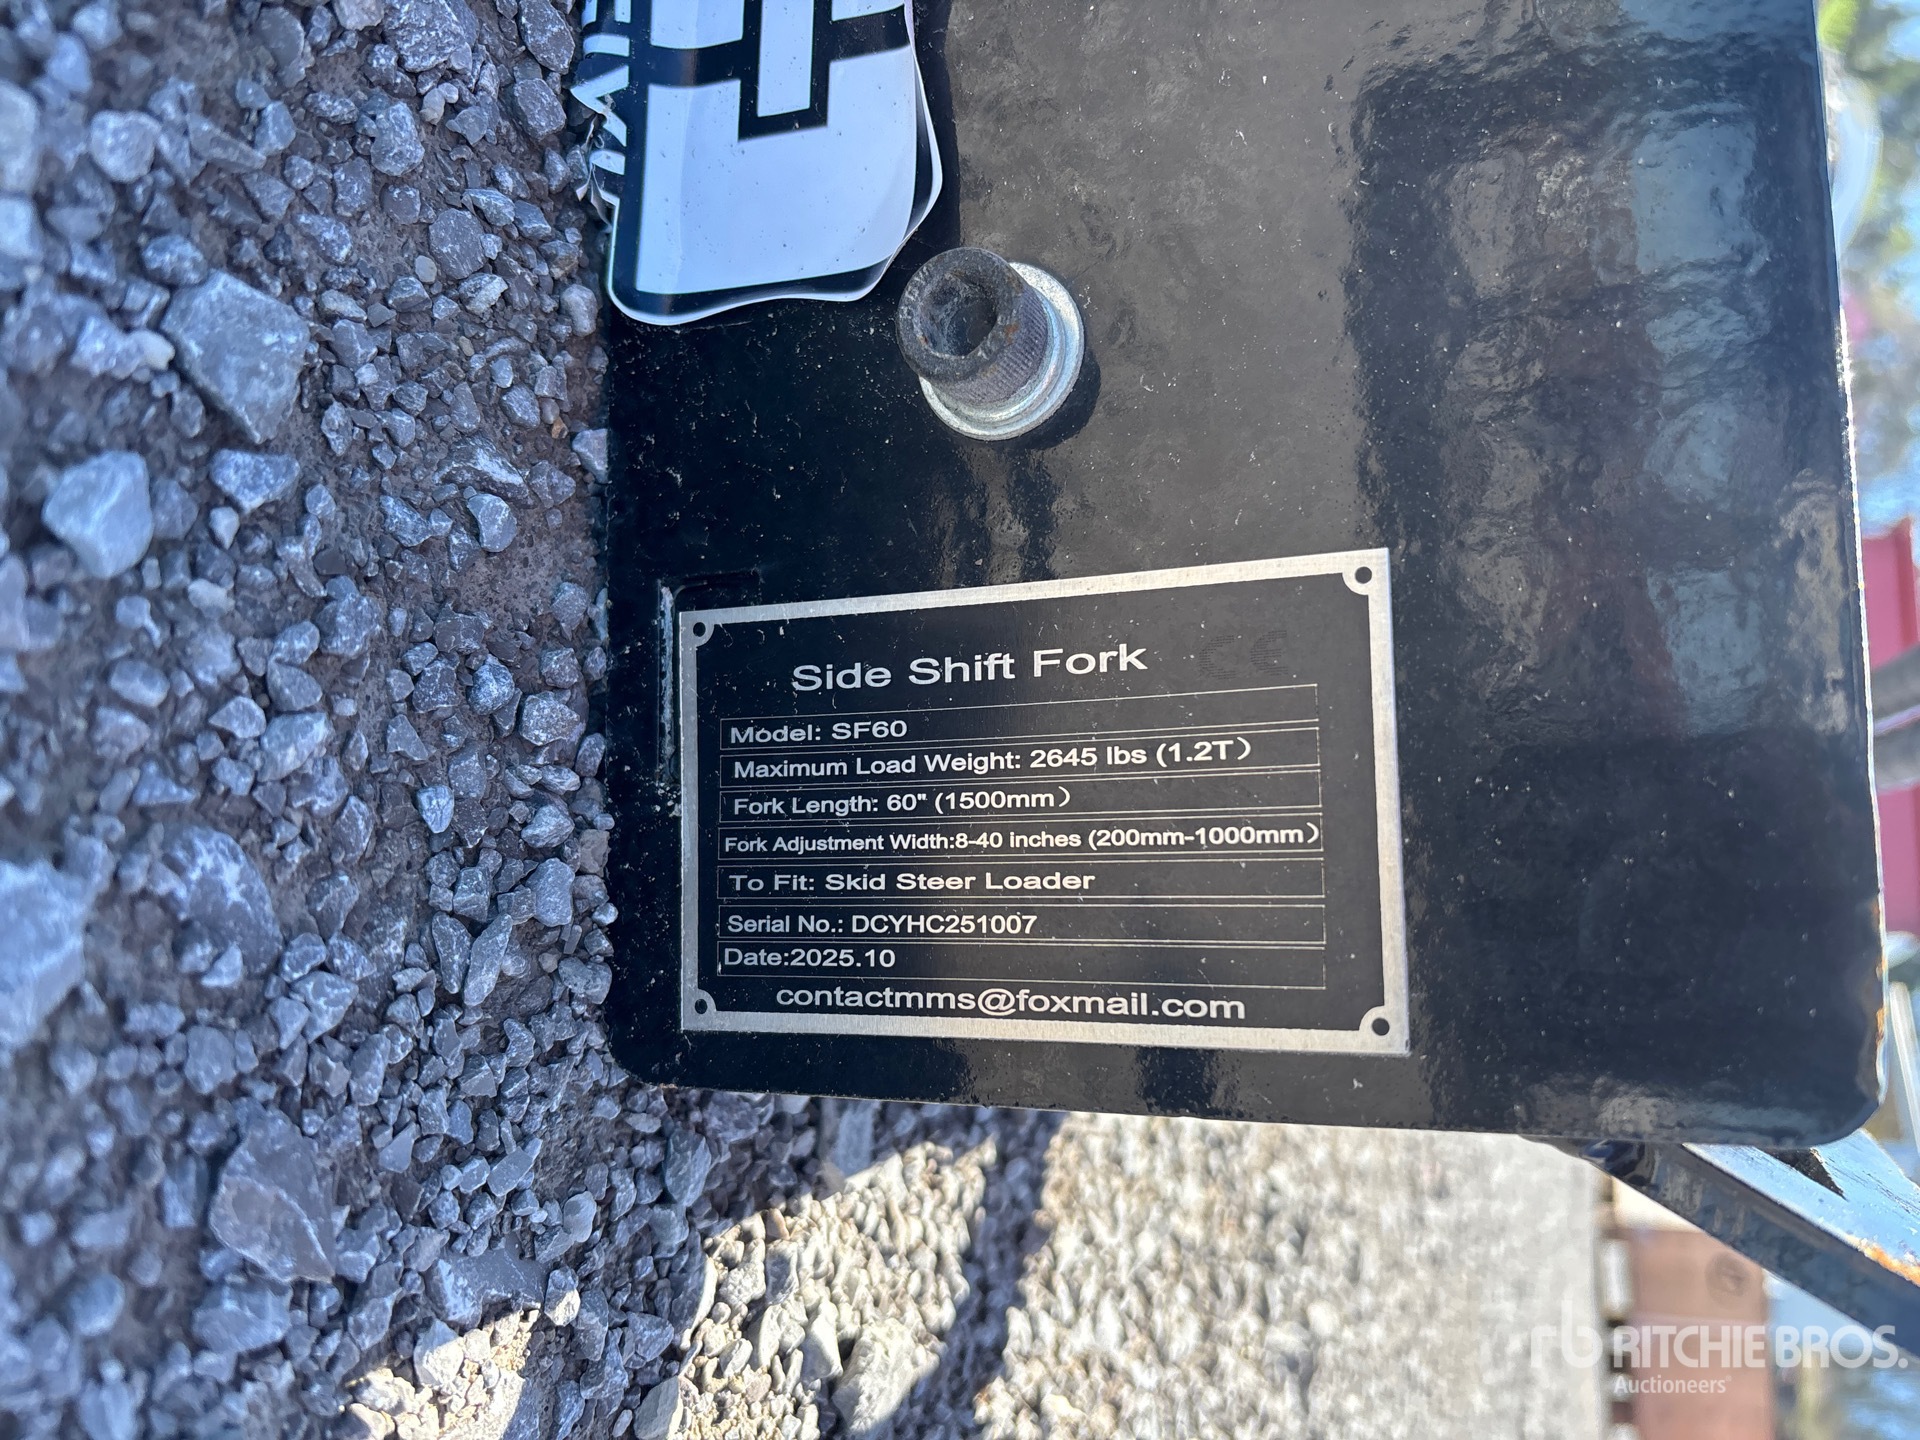 Side Shift Fork CE
Model: SF60
Maximum Load Weight: 2645 lbs (1.2T)
Fork Length: 60" (1500mm)
Fork Adjustment Width:8-40 inches (200mm-1000mm)
To Fit: Skid Steer Loader
Serial No.: DCYHC251007
Date:2025.10
contactmms@foxmail.com
rb RITCHIE BROS.
Auctioneers